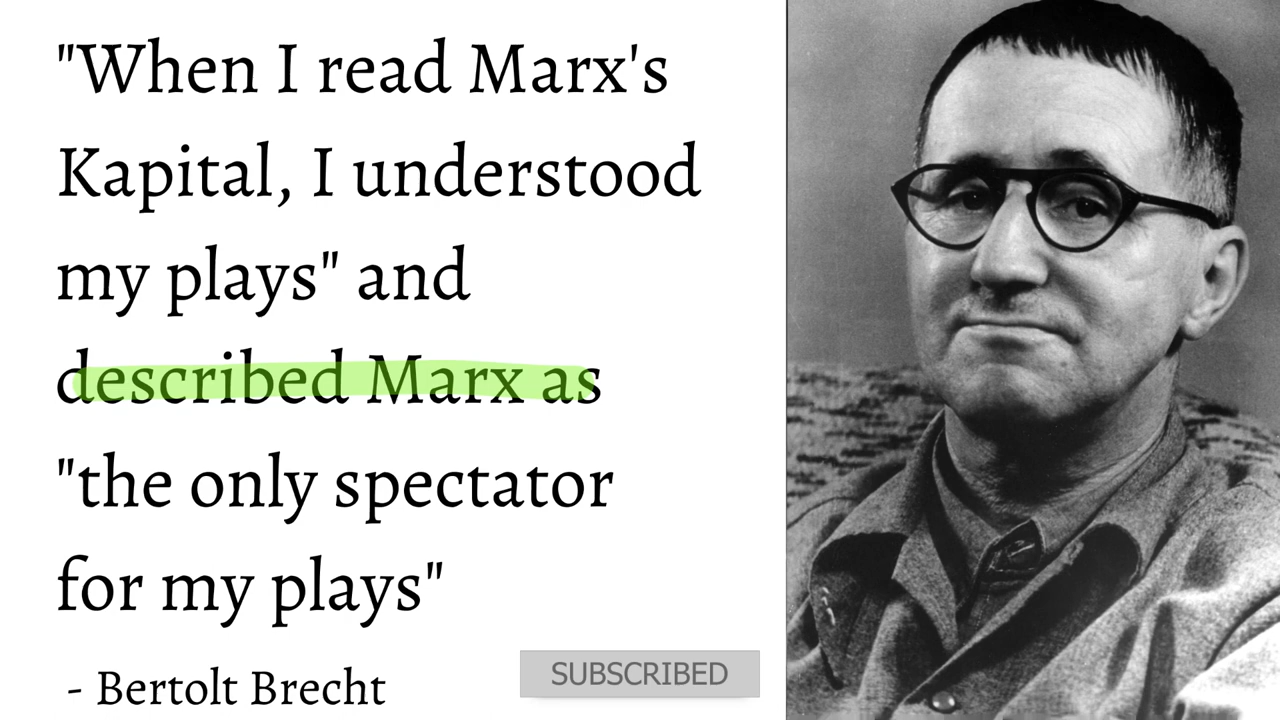 "When I read Marx's
Kapital, I understood
my plays" and
described Marx as
"the only spectator
for my plays"
- Bertolt Brecht
SUBSCRIBED